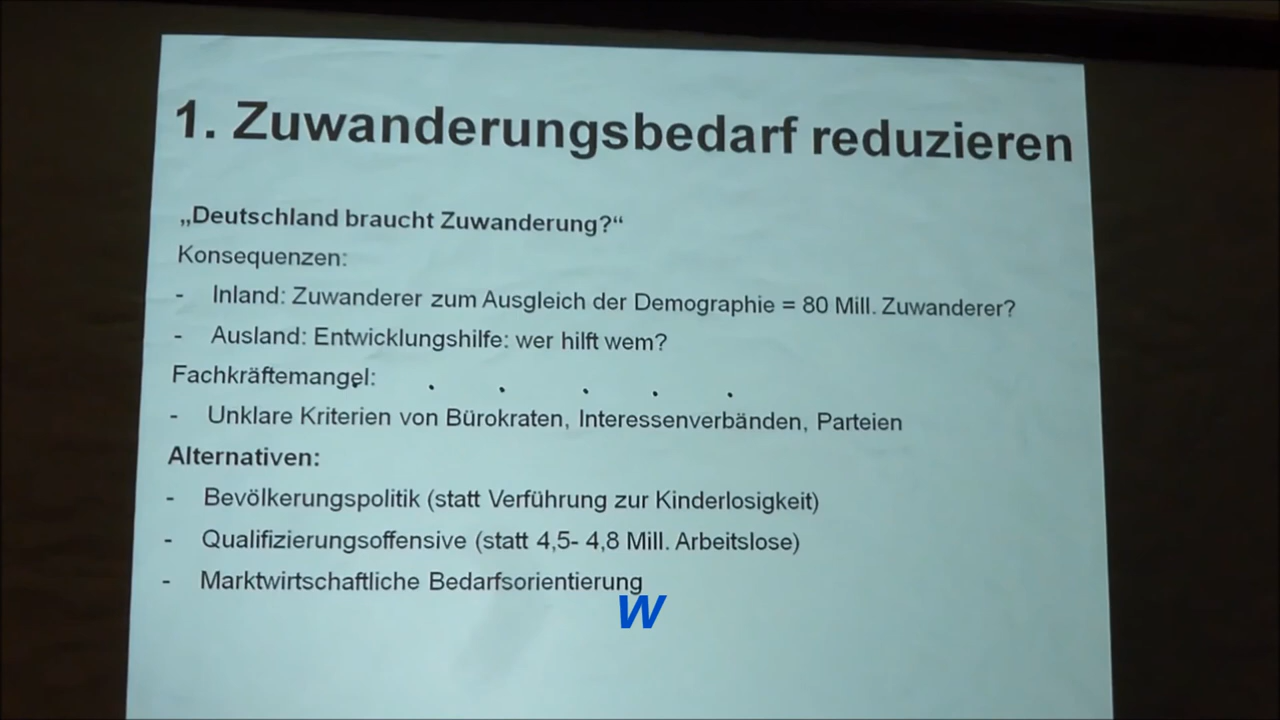 1. Zuwanderungsbedarf reduzieren
„Deutschland braucht Zuwanderung?“
Konsequenzen:
- Inland: Zuwanderer zum Ausgleich der Demographie = 80 Mill. Zuwanderer?
- Ausland: Entwicklungshilfe: wer hilft wem?
Fachkräftemangel:
- Unklare Kriterien von Bürokraten, Interessenverbänden, Parteien
Alternativen:
- Bevölkerungspolitik (statt Verführung zur Kinderlosigkeit)
- Qualifizierungsoffensive (statt 4,5- 4,8 Mill. Arbeitslose)
- Marktwirtschaftliche Bedarfsorientierung
W